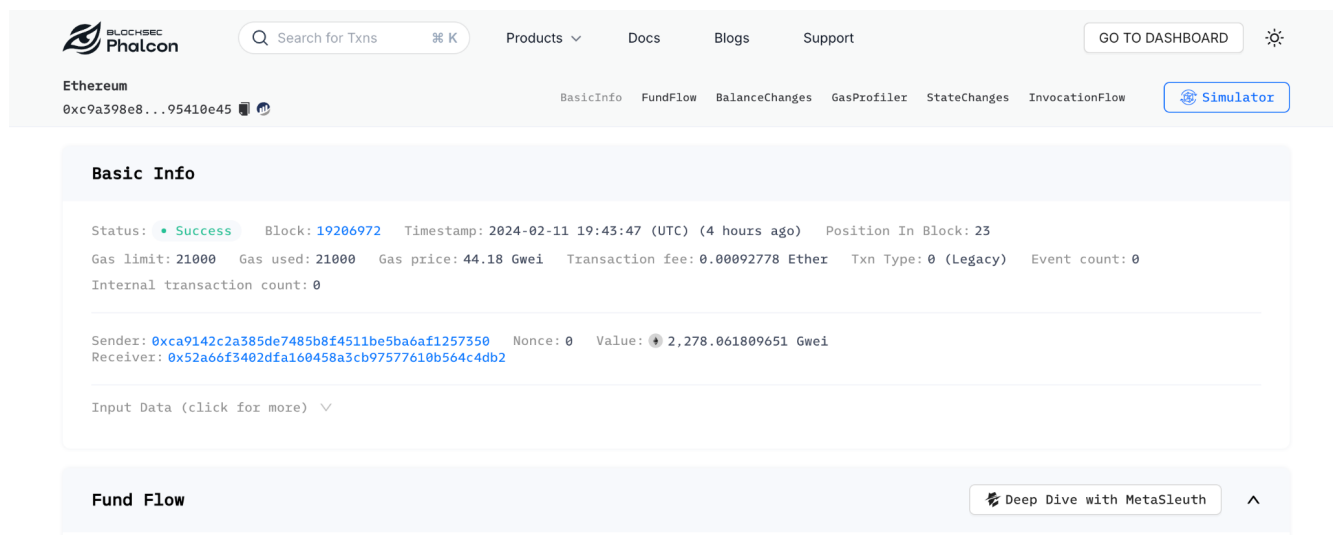 BLOCKSEC
Phalcon
Search for Txns ⌘ K Products Docs Blogs Support GO TO DASHBOARD
Ethereum
0xc9a398e8...95410e45
BasicInfo FundFlow BalanceChanges GasProfiler StateChanges InvocationFlow Simulator
Basic Info
Status: • Success Block: 19206972 Timestamp: 2024-02-11 19:43:47 (UTC) (4 hours ago) Position In Block: 23
Gas limit: 21000 Gas used: 21000 Gas price: 44.18 Gwei Transaction fee: 0.00092778 Ether Txn Type: 0 (Legacy) Event count: 0
Internal transaction count: 0
Sender: 0xca9142c2a385de7485b8f4511be5ba6af1257350 Nonce: 0 Value: 2,278.061809651 Gwei
Receiver: 0x52a66f3402dfa160458a3cb97577610b564c4db2
Input Data (click for more)
Fund Flow Deep Dive with MetaSleuth